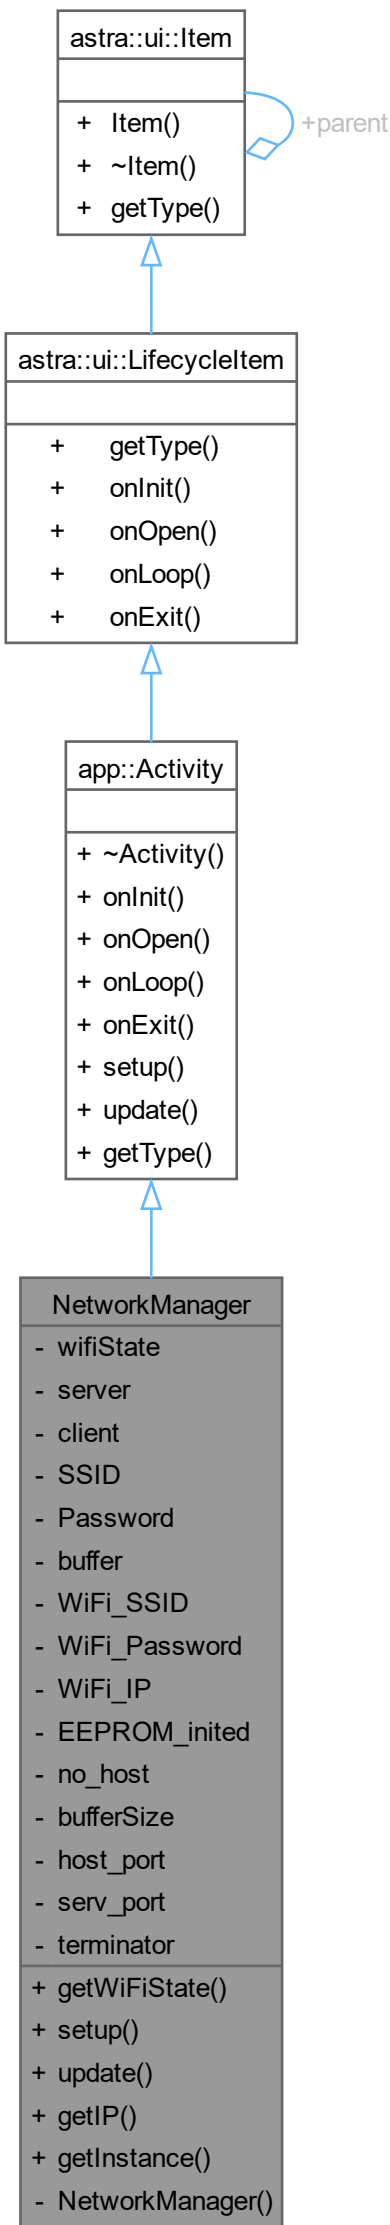 astra::ui::Item
+ Item()
+ ~Item()
+ getType()
+parent
astra::ui::LifecycleItem
+ getType()
+ onInit()
+ onOpen()
+ onLoop()
+ onExit()
app::Activity
+ ~Activity()
+ onInit()
+ onOpen()
+ onLoop()
+ onExit()
+ setup()
+ update()
+ getType()
NetworkManager
- wifiState
- server
- client
- SSID
- Password
- buffer
- WiFi_SSID
- WiFi_Password
- WiFi_IP
- EEPROM_inited
- no_host
- bufferSize
- host_port
- serv_port
- terminator
+ getWiFiState()
+ setup()
+ update()
+ getIP()
+ getInstance()
- NetworkManager()